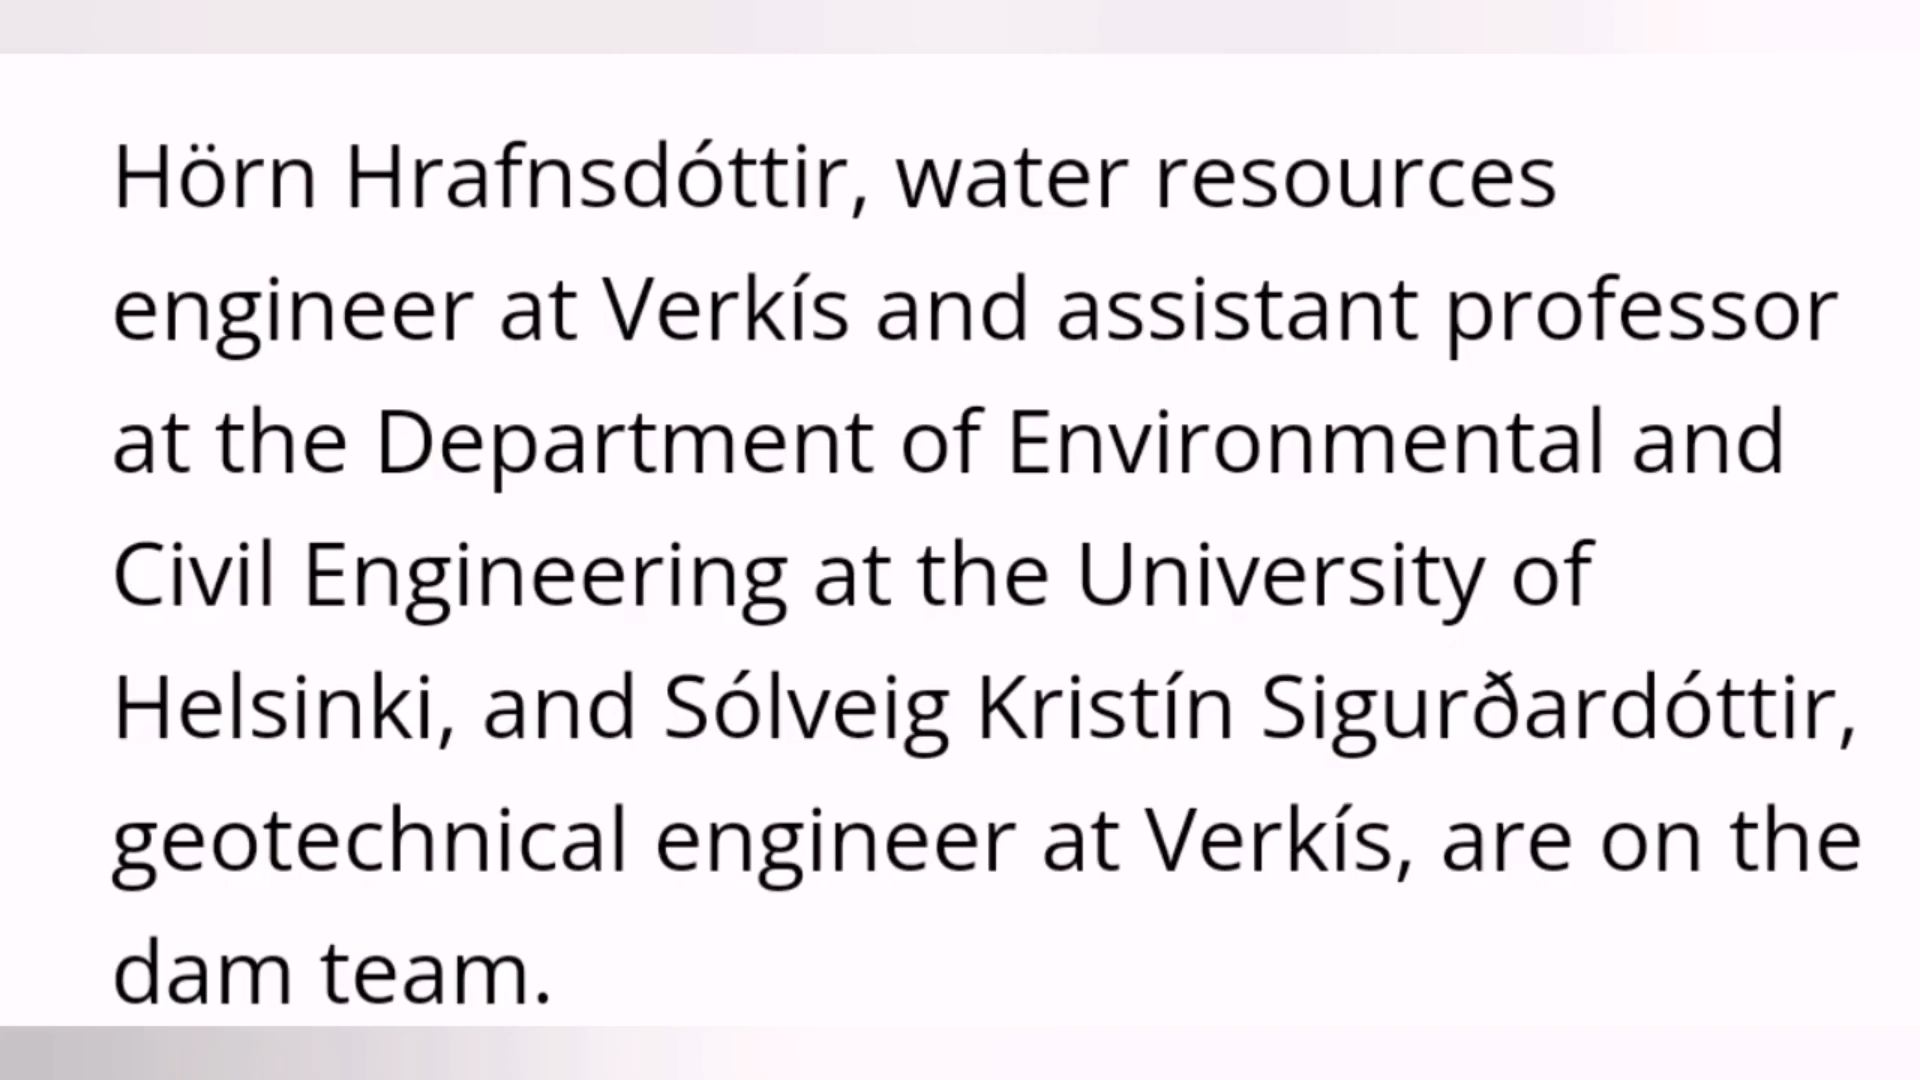 Hörn Hrafnsdóttir, water resources
engineer at Verkís and assistant professor
at the Department of Environmental and
Civil Engineering at the University of
Helsinki, and Sólveig Kristín Sigurðardóttir,
geotechnical engineer at Verkís, are on the
dam team.